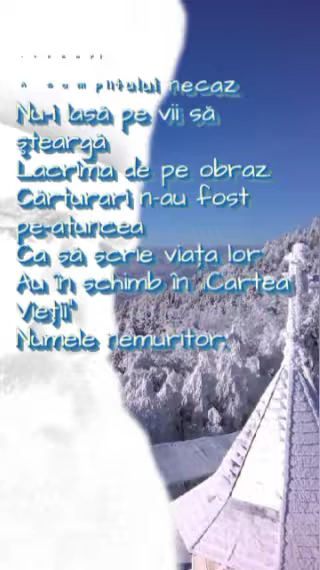 necaz
Nu-i lasă pe vii să
șteargă
Lacrima de pe obraz.
Cărturari n-au fost
pe-atuncea
Ca să scrie viața lor;
Au în schimb în „Cartea
Vieții"
Numele nemuritor.